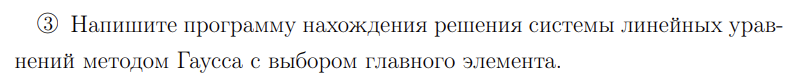 ③ Напишите программу нахождения решения системы линейных урав-
нений методом Гаусса с выбором главного элемента.